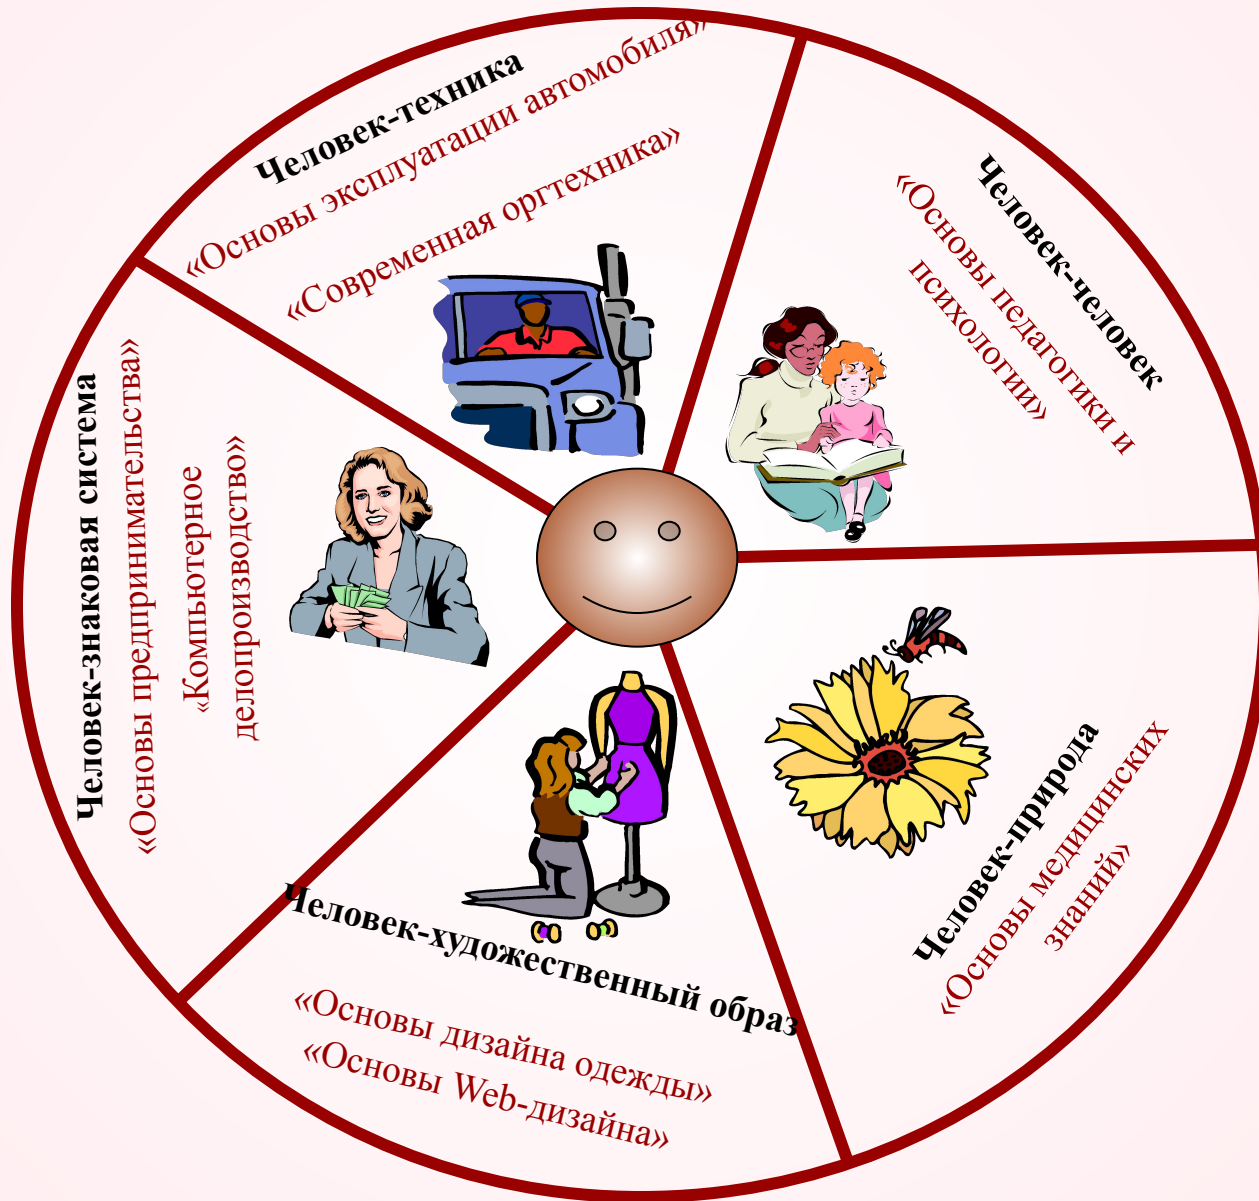 Человек-техника
«Основы эксплуатации автомобиля»
«Современная оргтехника»
Человек-человек
«Основы педагогики и
психологии»
Человек-знаковая система
«Основы предпринимательства»
«Компьютерное
делопроизводство»
Человек-природа
«Основы медицинских
знаний»
Человек-художественный образ
«Основы дизайна одежды»
«Основы Web-дизайна»